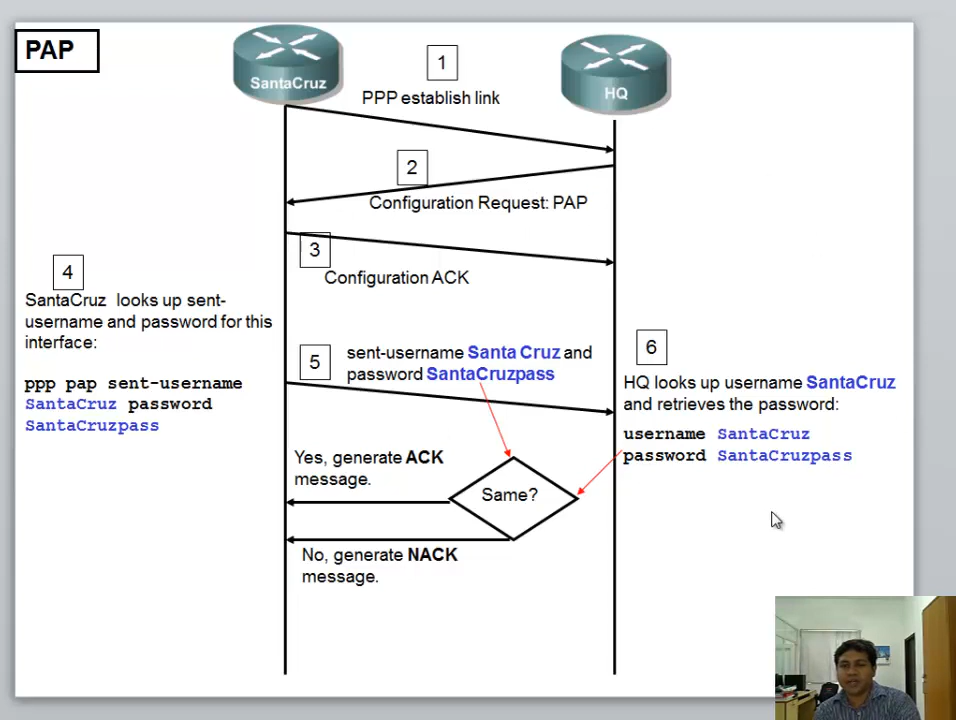 PAP
SantaCruz
HQ
1
PPP establish link
2
Configuration Request: PAP
3
Configuration ACK
4
SantaCruz looks up sent-
username and password for this
interface:
ppp pap sent-username
SantaCruz password
SantaCruzpass
5
sent-username Santa Cruz and
password SantaCruzpass
6
HQ looks up username SantaCruz
and retrieves the password:
username SantaCruz
password SantaCruzpass
Yes, generate ACK
message.
Same?
No, generate NACK
message.